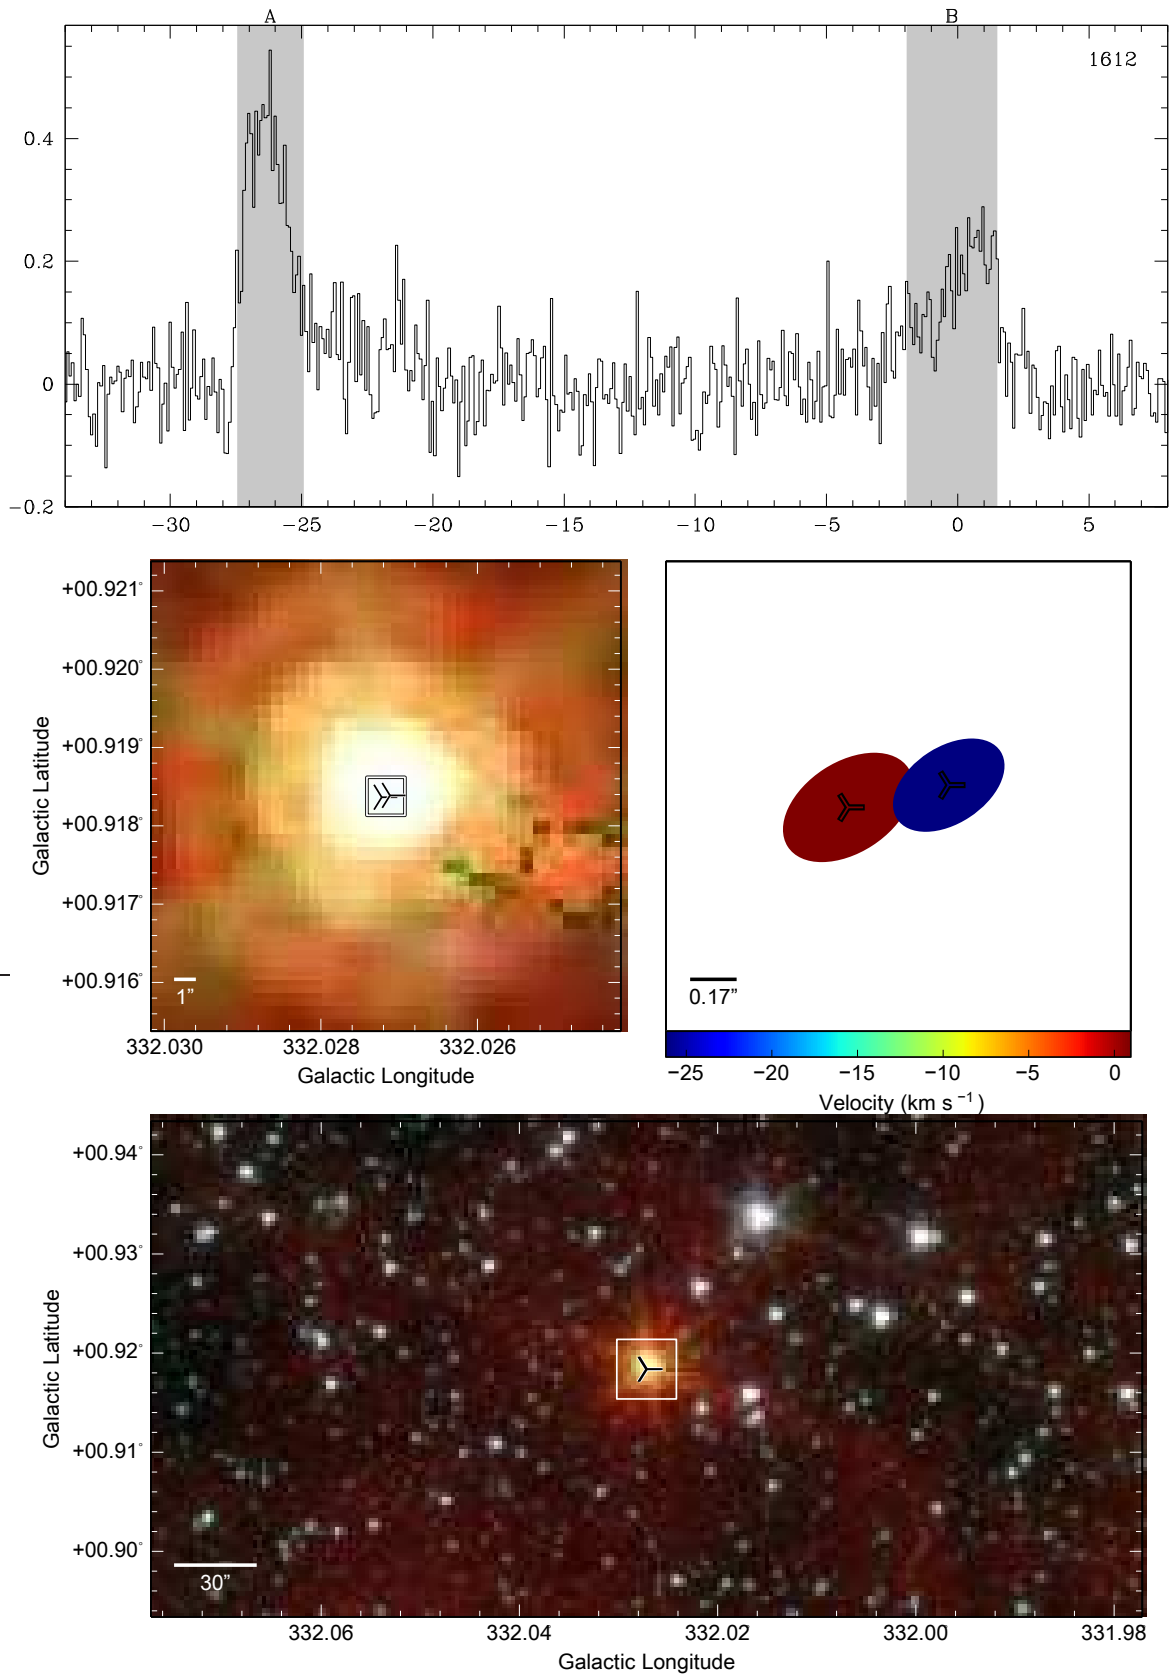 A B
1612
0.4
0.2
0
−0.2
−30 −25 −20 −15 −10 −5 0 5
+00.921°
+00.920°
+00.919°
+00.918°
+00.917°
+00.916°
Galactic Latitude
1”
332.030 332.028 332.026
Galactic Longitude
0.17”
−25 −20 −15 −10 −5 0
Velocity (km s −1)
+00.94°
+00.93°
+00.92°
+00.91°
+00.90°
Galactic Latitude
30”
332.06 332.04 332.02 332.00 331.98
Galactic Longitude